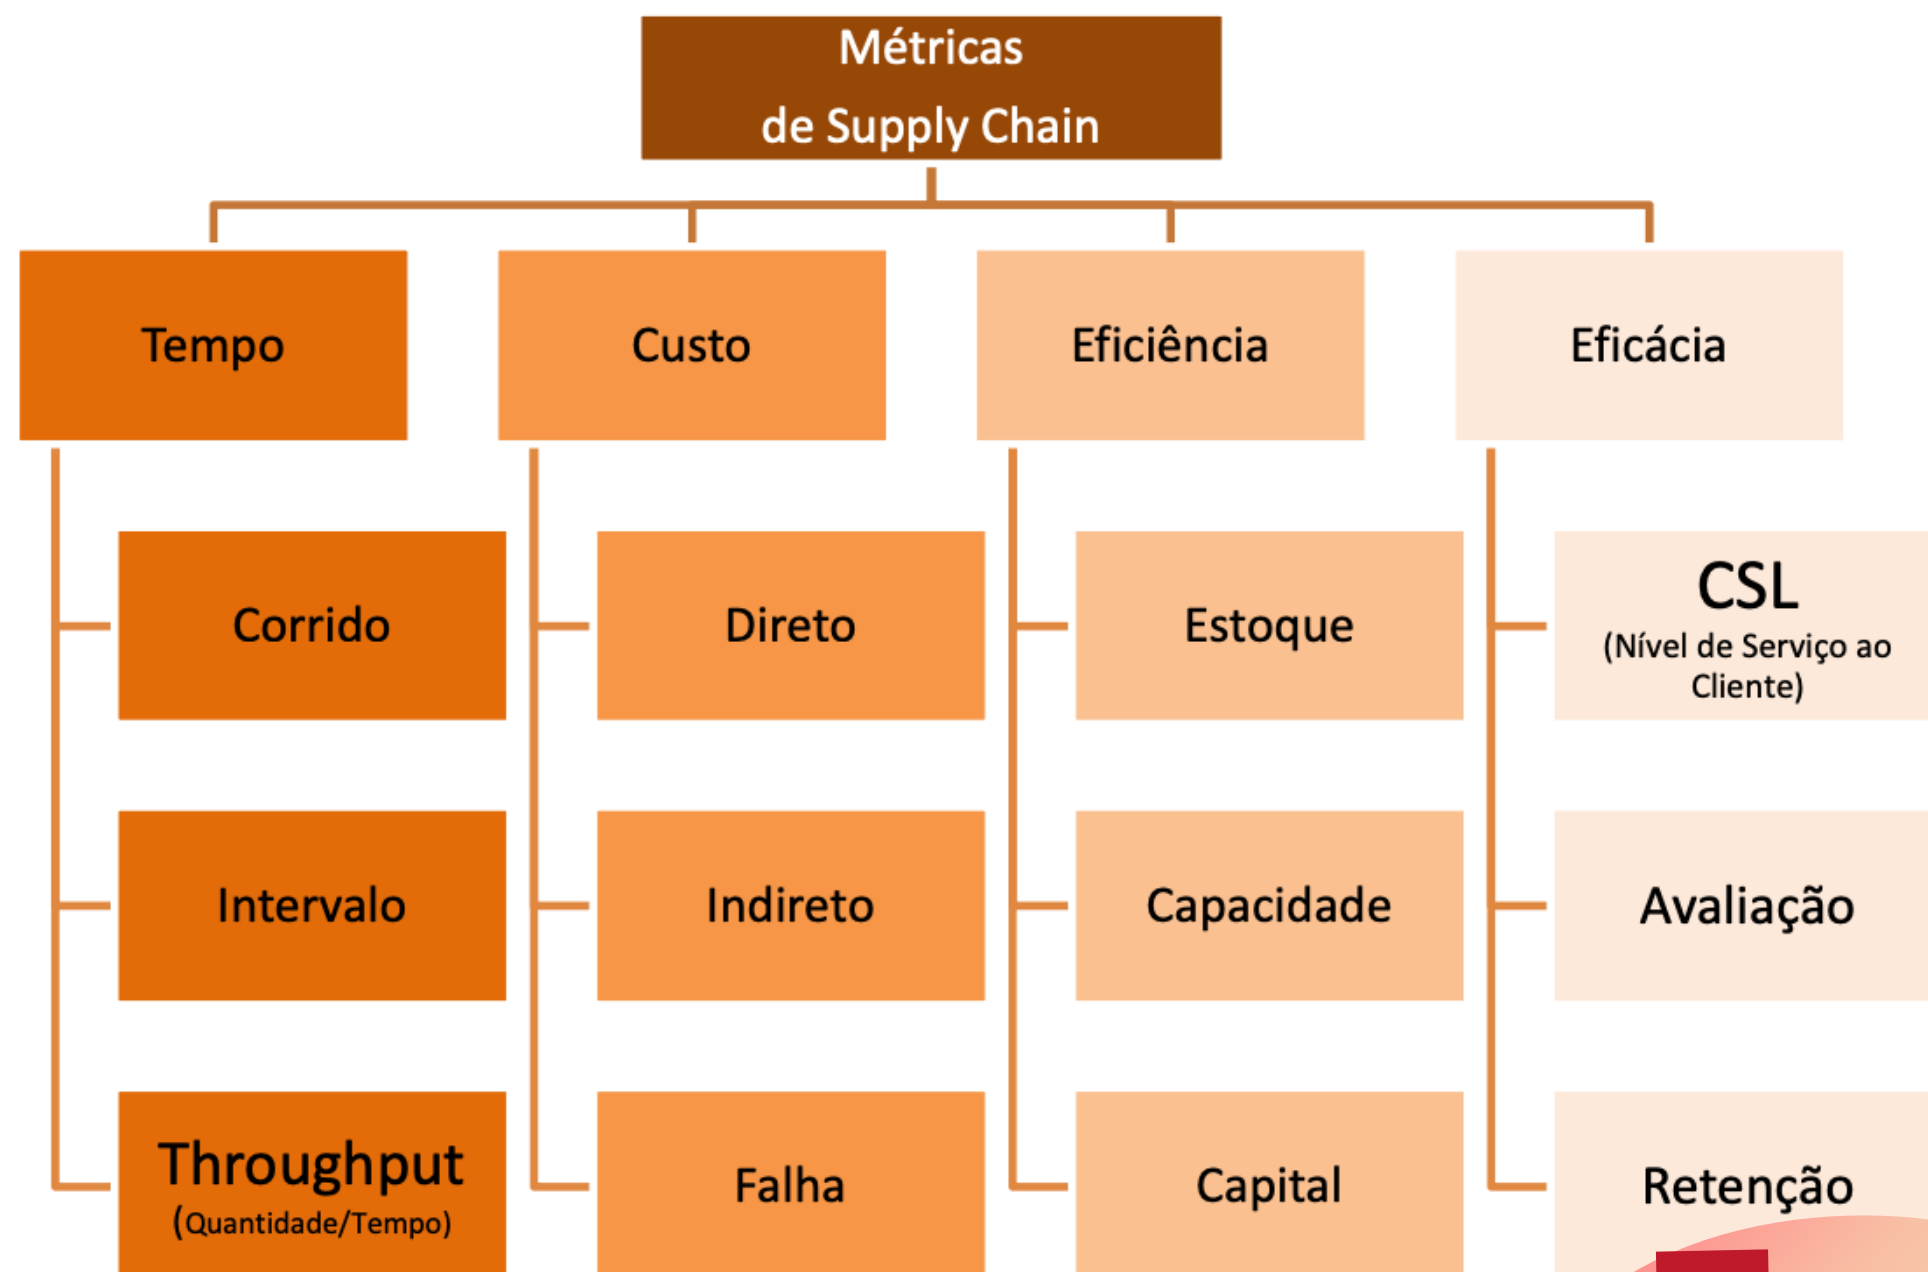 Métricas
de Supply Chain
Tempo
Custo
Eficiência
Eficácia
Corrido
Direto
Estoque
CSL
(Nível de Serviço ao
Cliente)
Intervalo
Indireto
Capacidade
Avaliação
Throughput
(Quantidade/Tempo)
Falha
Capital
Retenção